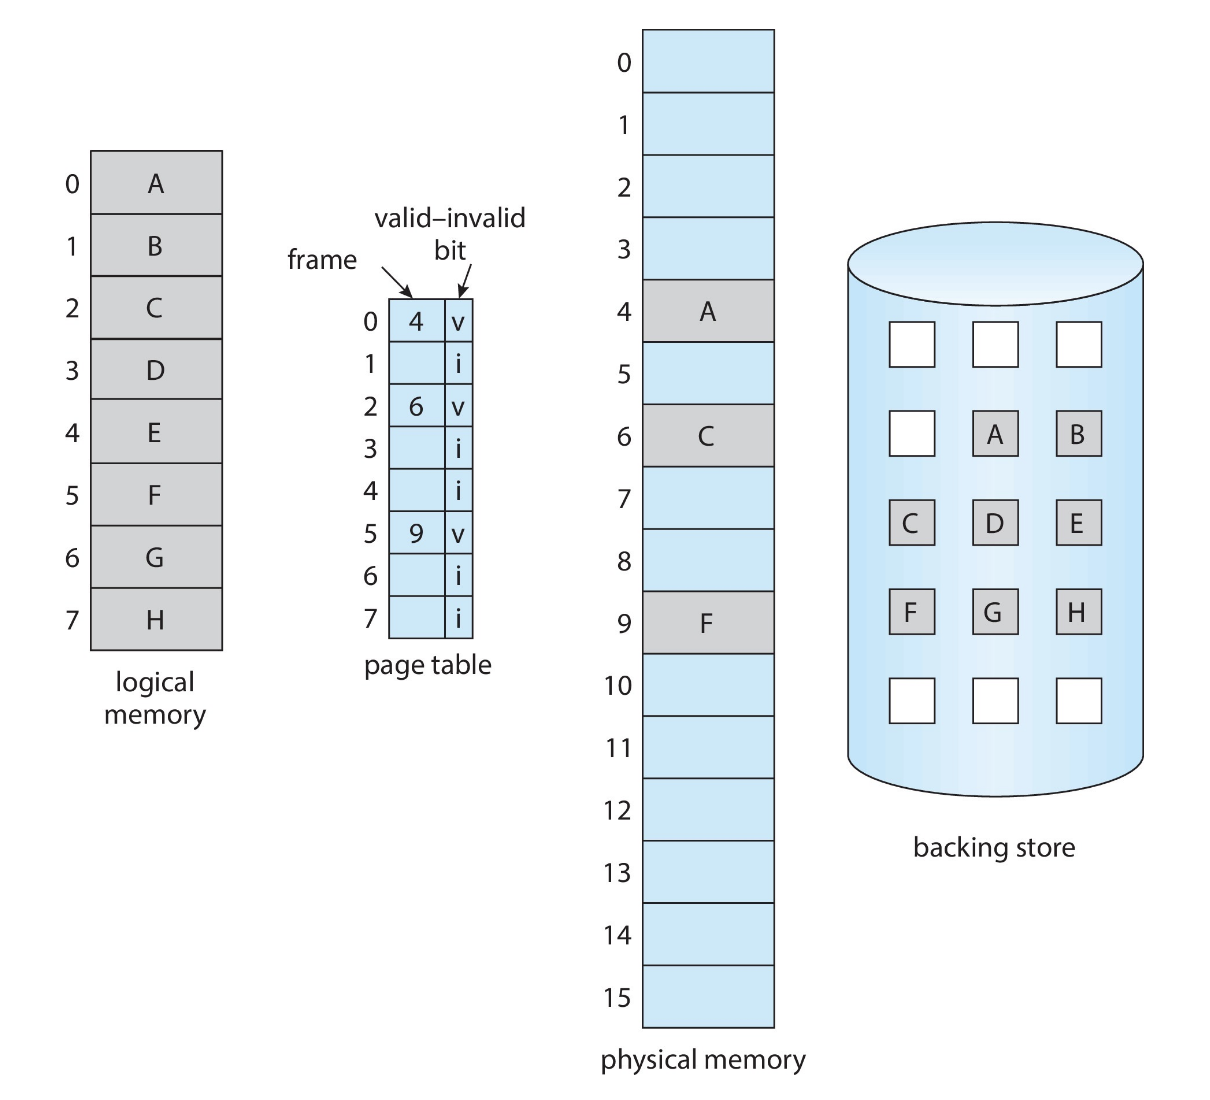 0 A
1 B
2 C
3 D
4 E
5 F
6 G
7 H
logical
memory
valid–invalid
bit
frame
0 4 v
1 i
2 6 v
3 i
4 i
5 9 v
6 i
7 i
page table
0
1
2
3
4 A
5
6 C
7
8
9 F
10
11
12
13
14
15
physical memory
A B
C D E
F G H
backing store